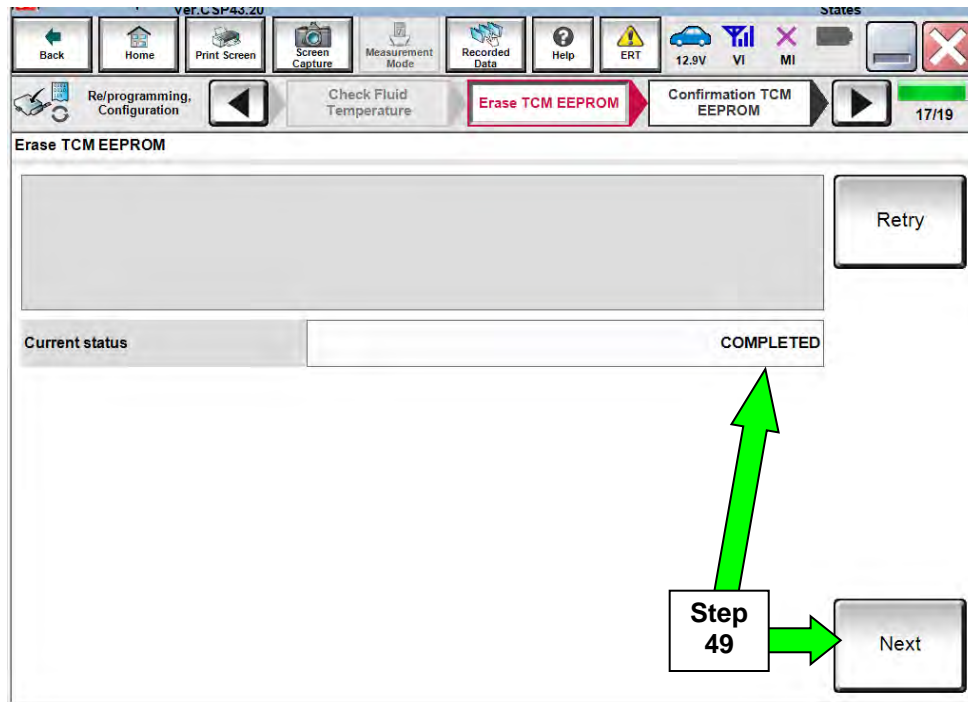 Ver.CSP43.20
States
Back
Home
Print Screen
Screen
Capture
Measurement
Mode
Recorded
Data
Help
ERT
12.9V
VI
MI
Re/programming,
Configuration
Check Fluid
Temperature
Erase TCM EEPROM
Confirmation TCM
EEPROM
17/19
Erase TCM EEPROM
Retry
Current status
COMPLETED
Step
49
Next